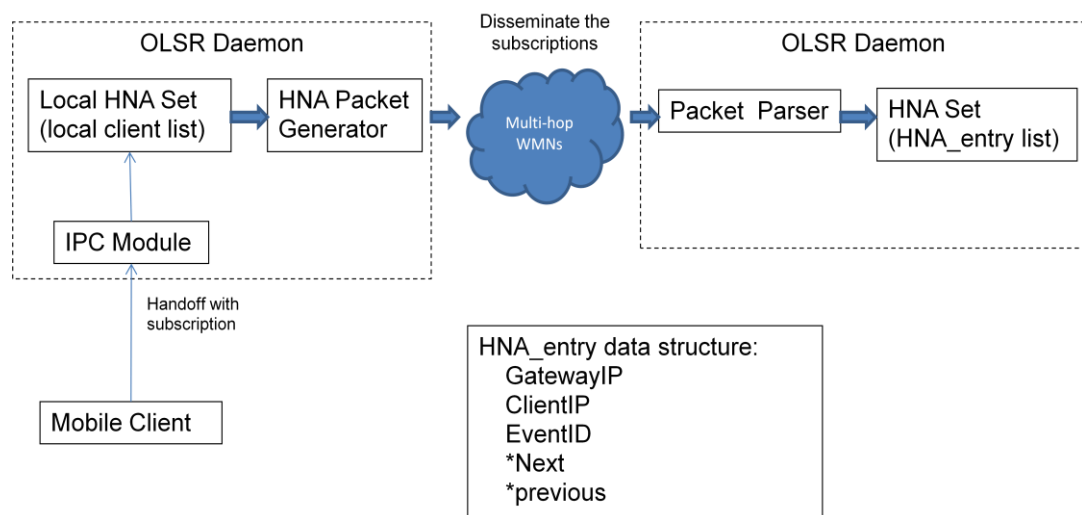 Disseminate the
subscriptions
OLSR Daemon
Local HNA Set
(local client list)
HNA Packet
Generator
IPC Module
Handoff with
subscription
Mobile Client
Multi-hop
WMNs
OLSR Daemon
Packet Parser
HNA Set
(HNA_entry list)
HNA_entry data structure:
GatewayIP
ClientIP
EventID
*Next
*previous